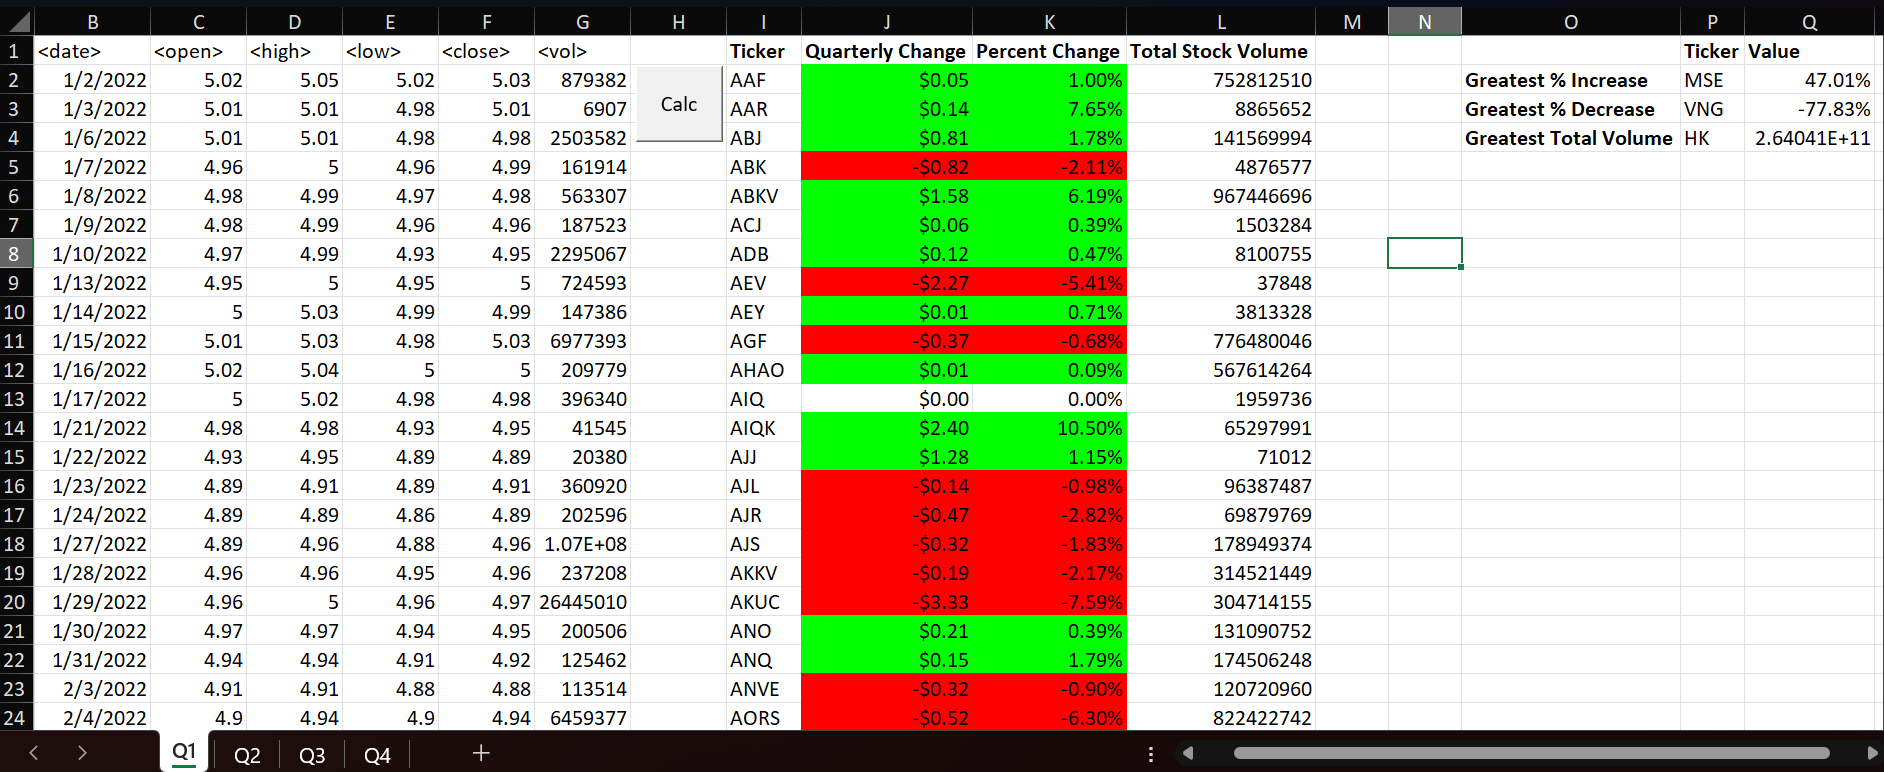 B C D E F G H I J K L M N O P Q
1 <date> <open> <high> <low> <close> <vol> Ticker Quarterly Change Percent Change Total Stock Volume Ticker Value
2 1/2/2022 5.02 5.05 5.02 5.03 879382 AAF $0.05 1.00% 752812510 Greatest % Increase MSE 47.01%
Calc
3 1/3/2022 5.01 5.01 4.98 5.01 6907 AAR $0.14 7.65% 8865652 Greatest % Decrease VNG -77.83%
4 1/6/2022 5.01 5.01 4.98 4.98 2503582 ABJ $0.81 1.78% 141569994 Greatest Total Volume HK 2.64041E+11
5 1/7/2022 4.96 5 4.96 4.99 161914 ABK -$0.82 -2.11% 4876577
6 1/8/2022 4.98 4.99 4.97 4.98 563307 ABKV $1.58 6.19% 967446696
7 1/9/2022 4.98 4.99 4.96 4.96 187523 ACJ $0.06 0.39% 1503284
8 1/10/2022 4.97 4.99 4.93 4.95 2295067 ADB $0.12 0.47% 8100755
9 1/13/2022 4.95 5 4.95 5 724593 AEV -$2.27 -5.41% 37848
10 1/14/2022 5 5.03 4.99 4.99 147386 AEY $0.01 0.71% 3813328
11 1/15/2022 5.01 5.03 4.98 5.03 6977393 AGF -$0.37 -0.68% 776480046
12 1/16/2022 5.02 5.04 5 5 209779 AHAO $0.01 0.09% 567614264
13 1/17/2022 5 5.02 4.98 4.98 396340 AIQ $0.00 0.00% 1959736
14 1/21/2022 4.98 4.98 4.93 4.95 41545 AIQK $2.40 10.50% 65297991
15 1/22/2022 4.93 4.95 4.89 4.89 20380 AJJ $1.28 1.15% 71012
16 1/23/2022 4.89 4.91 4.89 4.91 360920 AJL -$0.14 -0.98% 96387487
17 1/24/2022 4.89 4.89 4.86 4.89 202596 AJR -$0.47 -2.82% 69879769
18 1/27/2022 4.89 4.96 4.88 4.96 1.07E+08 AJS -$0.32 -1.83% 178949374
19 1/28/2022 4.96 4.96 4.95 4.96 237208 AKKV -$0.19 -2.17% 314521449
20 1/29/2022 4.96 5 4.96 4.97 26445010 AKUC -$3.33 -7.59% 304714155
21 1/30/2022 4.97 4.97 4.94 4.95 200506 ANO $0.21 0.39% 131090752
22 1/31/2022 4.94 4.94 4.91 4.92 125462 ANQ $0.15 1.79% 174506248
23 2/3/2022 4.91 4.91 4.88 4.88 113514 ANVE -$0.32 -0.90% 120720960
24 2/4/2022 4.9 4.94 4.9 4.94 6459377 AORS -$0.52 -6.30% 822422742
Q1 Q2 Q3 Q4